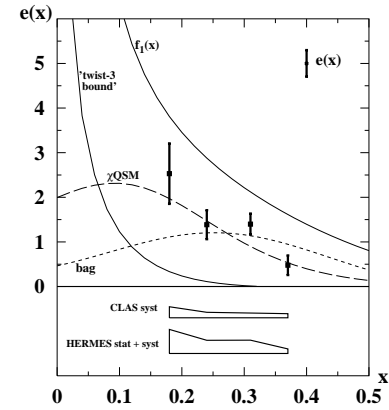 e(x)
6
5
4
3
2
1
0
f₁(x)
'twist-3
bound'
e(x)
χQSM
bag
CLAS syst
HERMES stat + syst
x
0
0.1
0.2
0.3
0.4
0.5